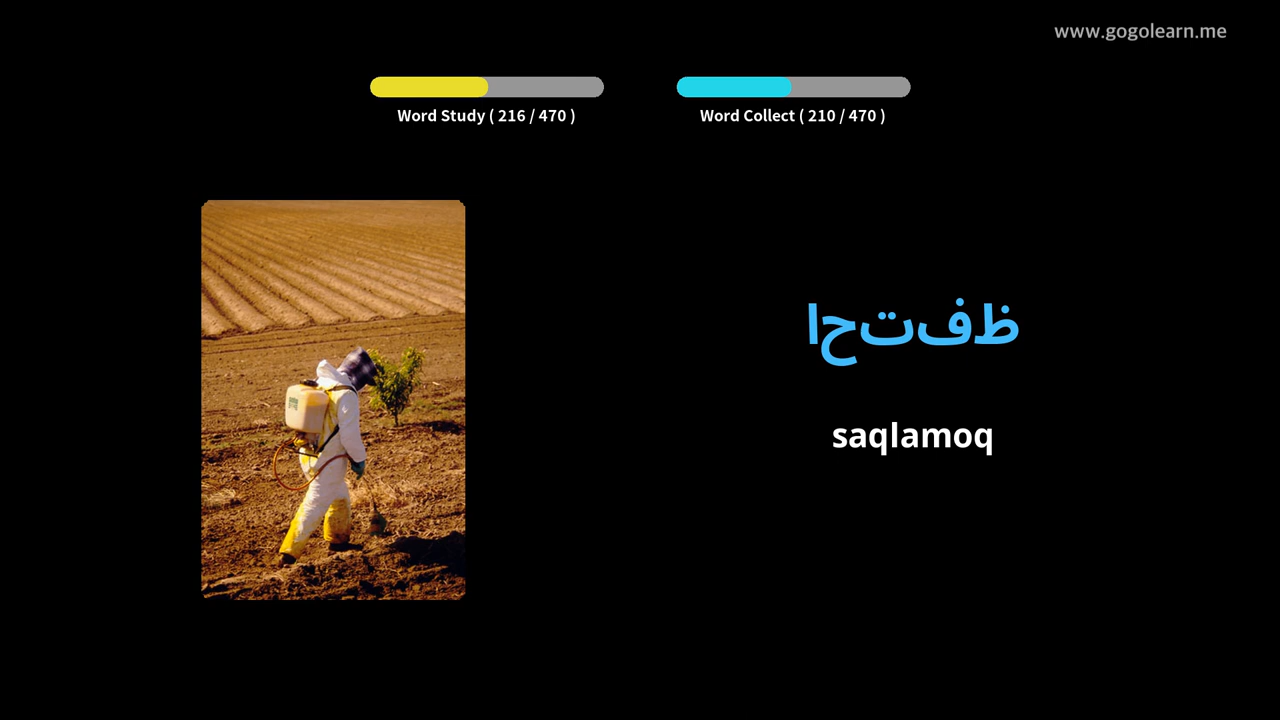 www.gogolearn.me
Word Study ( 216 / 470 )
Word Collect ( 210 / 470 )
احتفظ
saqlamoq